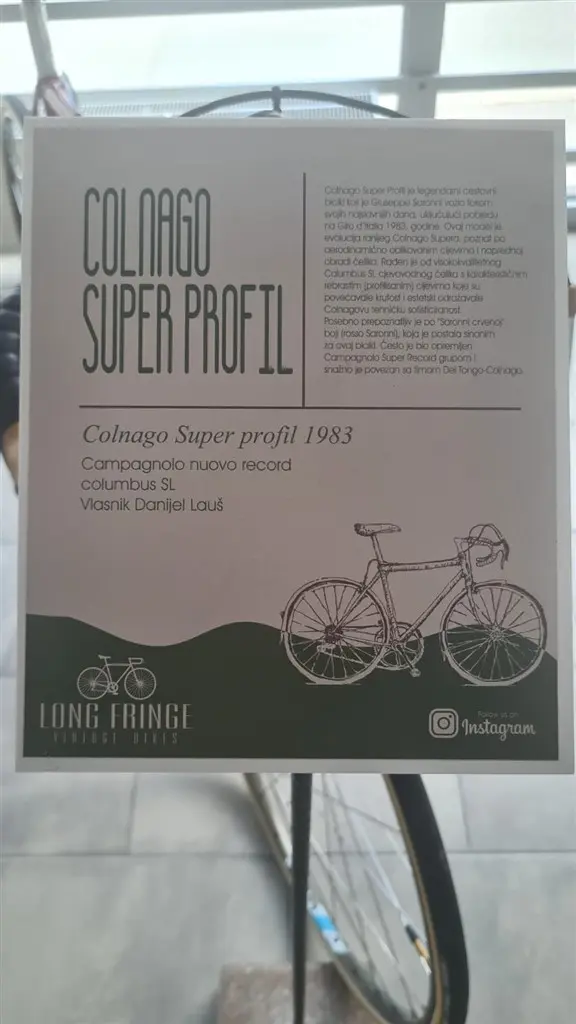 COLNAGO
SUPER PROFIL
Colnago Super Profil je legendarni cestovni
bicikl koji je Giuseppe Saronni vozio tijekom
svojih najslavnijih dana, uključujući pobjedu
na Giro d'Italia 1983. godine. Ovaj model je
evolucija ranijeg Colnago Supera, poznat po
aerodinamično oblikovanim cijevima i naprednoj
obradi čelika. Rađen je od visokokvalitetnog
Columbus SL cjevovodnog čelika s karakterističnim
rebrastim (profiliranim) cijevima koje su
povećavale krutost i estetski odražavale
Colnagovu tehničku sofisticiranost.
Posebno prepoznatljiv je po "Saronni crvenoj"
boji (rosso Saronni), koja je postala sinonim
za ovaj bicikl. Često je bio opremljen
Campagnolo Super Record grupom i
snažno je povezan sa timom Del Tongo-Colnago.
Colnago Super profil 1983
Campagnolo nuovo record
columbus SL
Vlasnik Danijel Lauš
LONG FRINGE
VINTAGE BIKES
Follow us on
Instagram